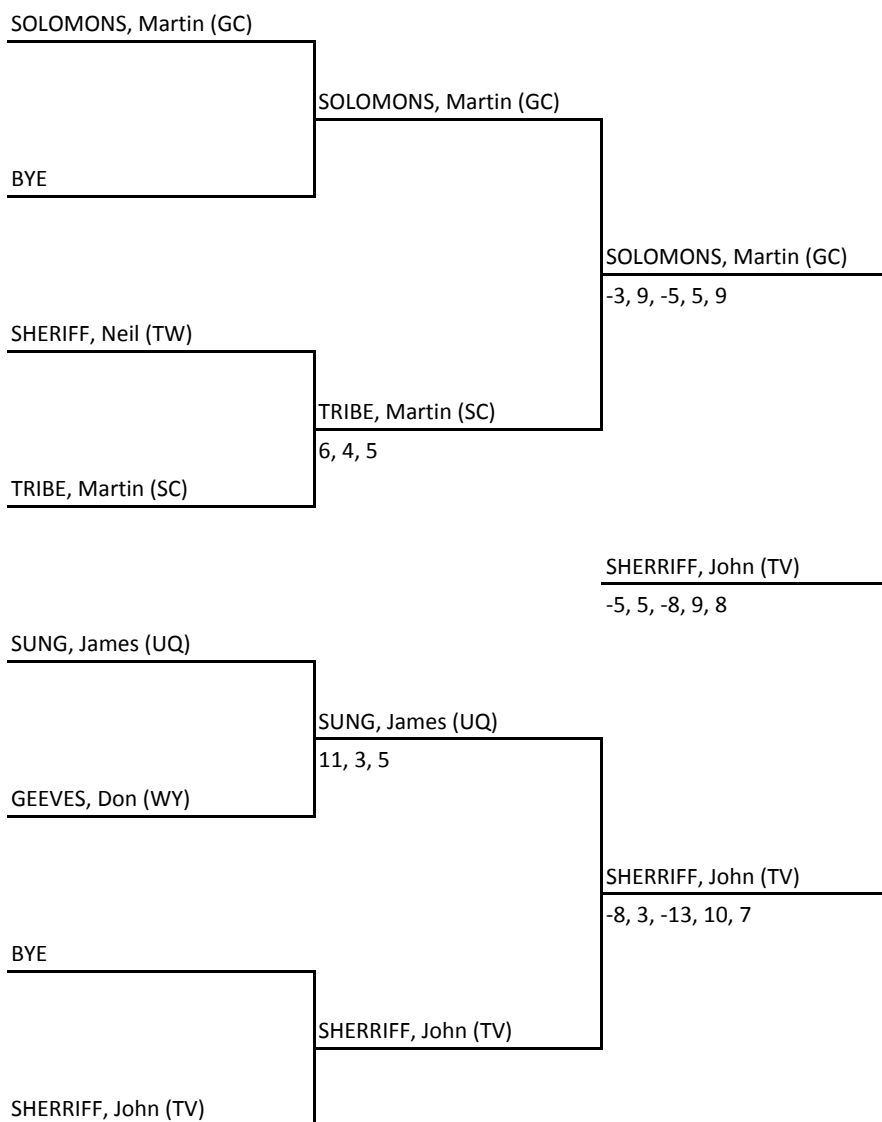 SOLOMONS, Martin (GC)
SOLOMONS, Martin (GC)
BYE
SOLOMONS, Martin (GC)
-3, 9, -5, 5, 9
SHERIFF, Neil (TW)
TRIBE, Martin (SC)
6, 4, 5
TRIBE, Martin (SC)
SHERRIFF, John (TV)
-5, 5, -8, 9, 8
SUNG, James (UQ)
SUNG, James (UQ)
11, 3, 5
GEEVES, Don (WY)
SHERRIFF, John (TV)
-8, 3, -13, 10, 7
BYE
SHERRIFF, John (TV)
SHERRIFF, John (TV)